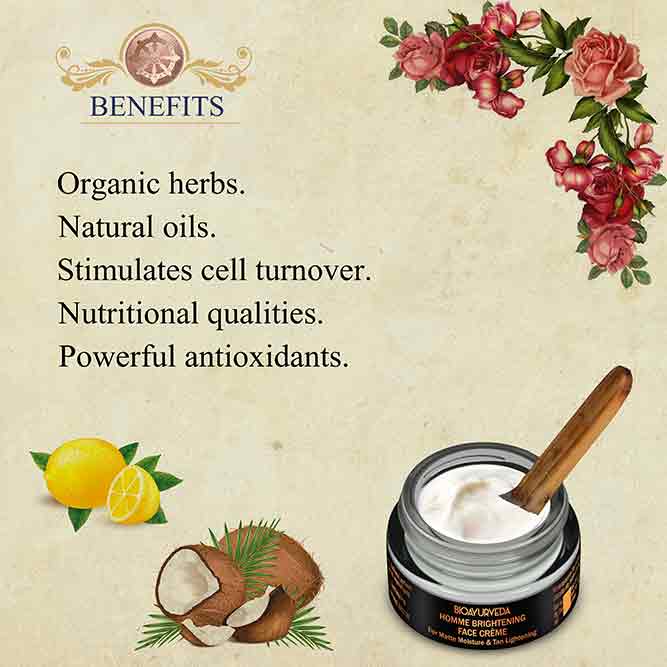 BENEFITS
Organic herbs.
Natural oils.
Stimulates cell turnover.
Nutritional qualities.
Powerful antioxidants.
BIOAYURVEDA
HOMME BRIGHTENING
FACE CRÈME
For Matte Moisture & Tan Lightening